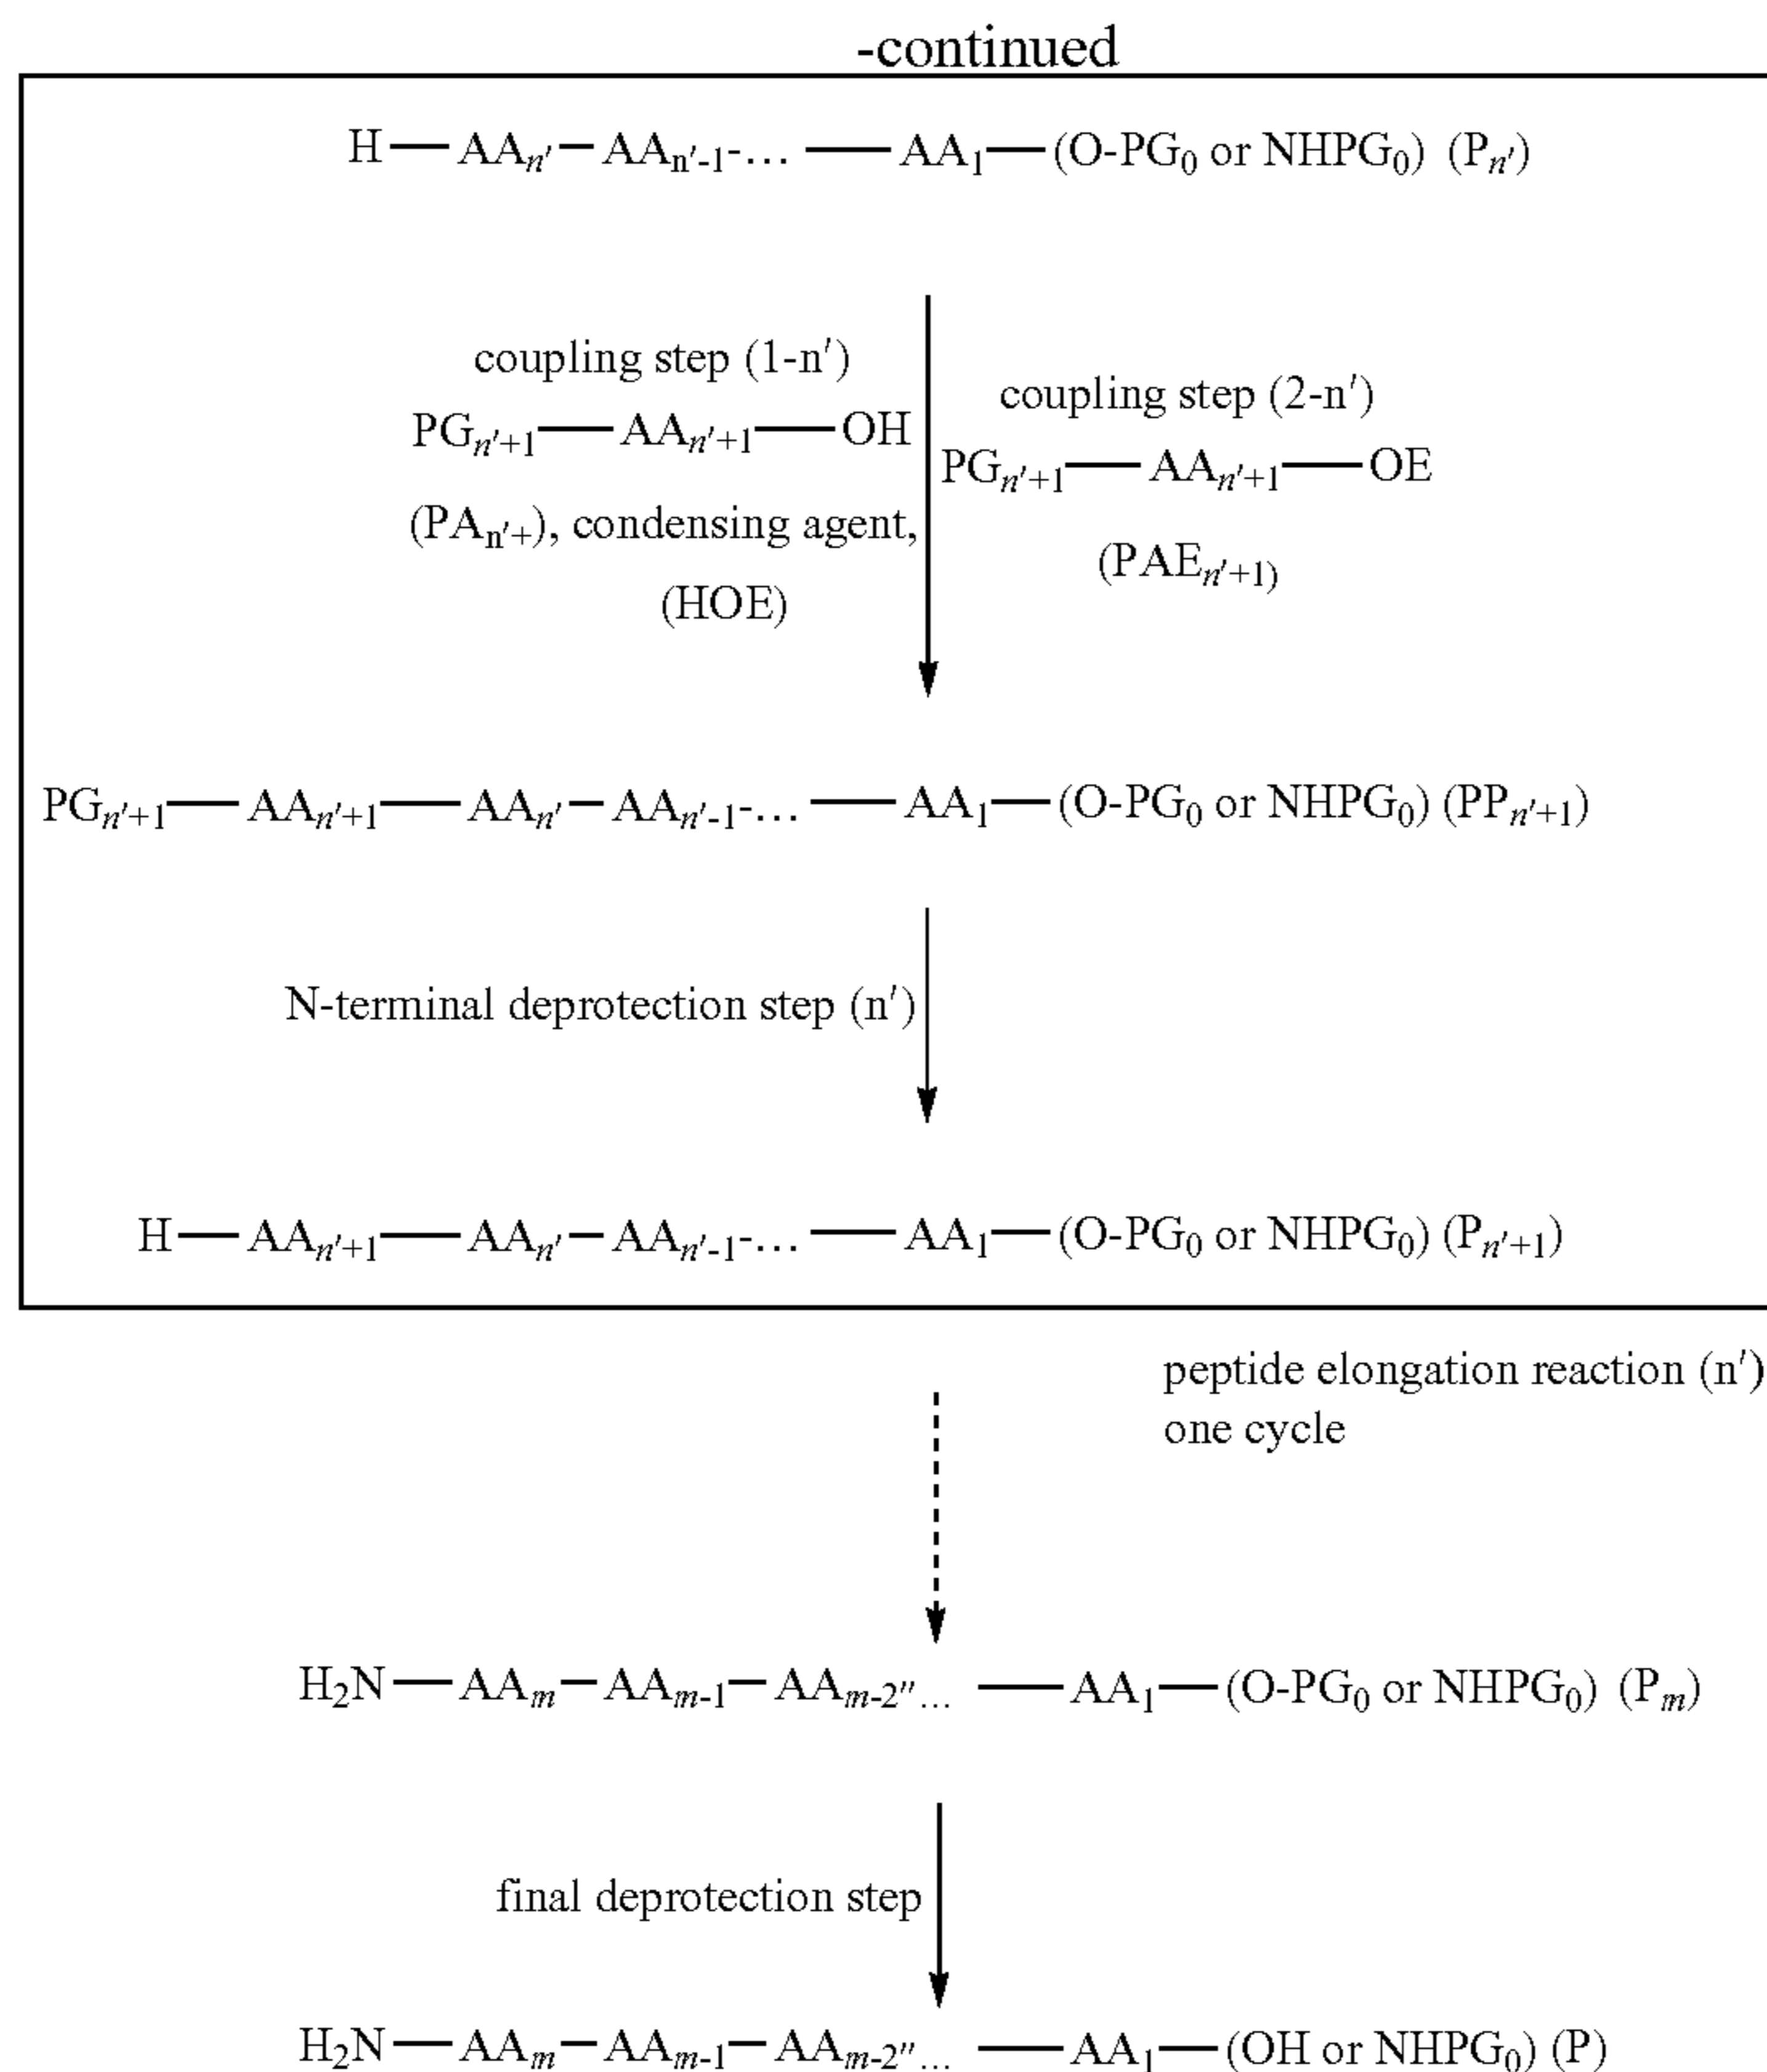 -continued
H—AAn'—AAn'-1-... —AA1—(O-PG0 or NHPG0) (Pn')
coupling step (1-n')
PGn'+1—AAn'+1—OH
(PAn'+), condensing agent,
(HOE)
coupling step (2-n')
PGn'+1—AAn'+1—OE
(PAEn'+1)
PGn'+1—AAn'+1—AAn'—AAn'-1-... —AA1—(O-PG0 or NHPG0) (PPn'+1)
N-terminal deprotection step (n')
H—AAn'+1—AAn'—AAn'-1-... —AA1—(O-PG0 or NHPG0) (Pn'+1)
peptide elongation reaction (n')
one cycle
H2N—AAm—AAm-1—AAm-2''... —AA1—(O-PG0 or NHPG0) (Pm)
final deprotection step
H2N—AAm—AAm-1—AAm-2''... —AA1—(OH or NHPG0) (P)